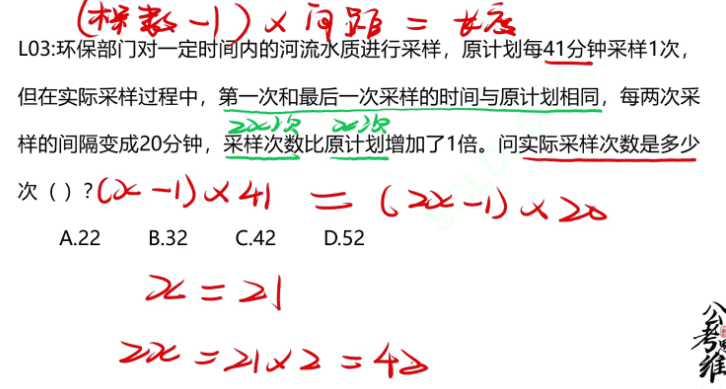 (棵数-1)×间距=长度
L03:环保部门对一定时间内的河流水质进行采样，原计划每41分钟采样1次，
但在实际采样过程中，第一次和最后一次采样的时间与原计划相同，每两次采
2x次 x次
样的间隔变成20分钟，采样次数比原计划增加了1倍。问实际采样次数是多少
次（ ）？(x-1)×41 = (2x-1)×20
A.22 B.32 C.42 D.52
x=21
2x=21×2=42
公考
维